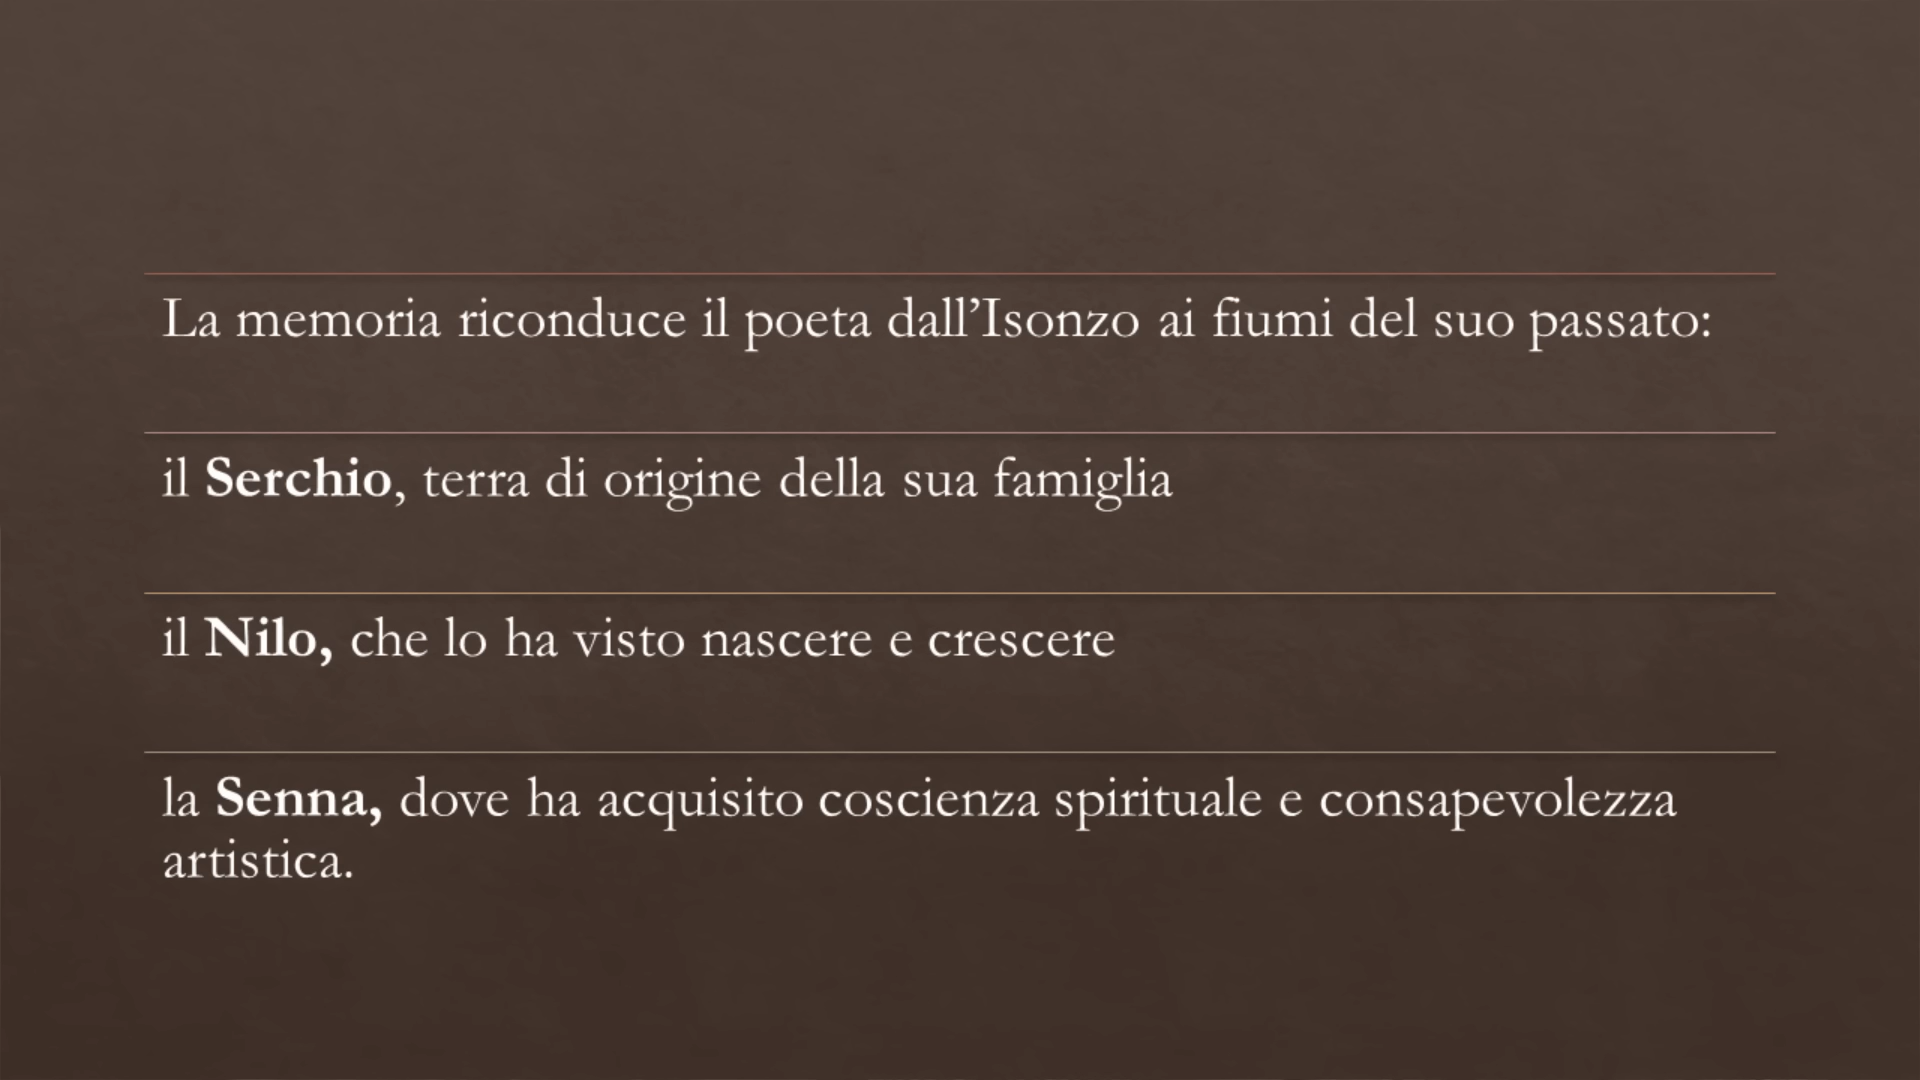 La memoria riconduce il poeta dall’Isonzo ai fiumi del suo passato:
il Serchio, terra di origine della sua famiglia
il Nilo, che lo ha visto nascere e crescere
la Senna, dove ha acquisito coscienza spirituale e consapevolezza
artistica.